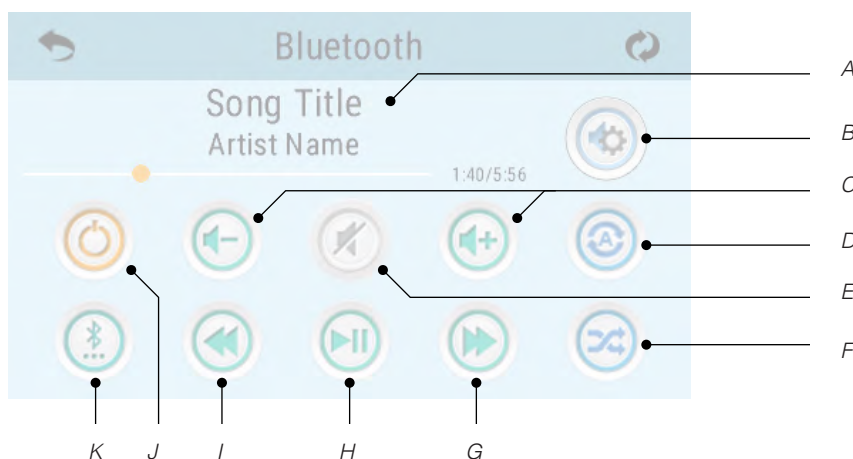 Bluetooth
Song Title
Artist Name
1:40/5:56
A
B
C
D
E
F
A
K
J
I
H
G